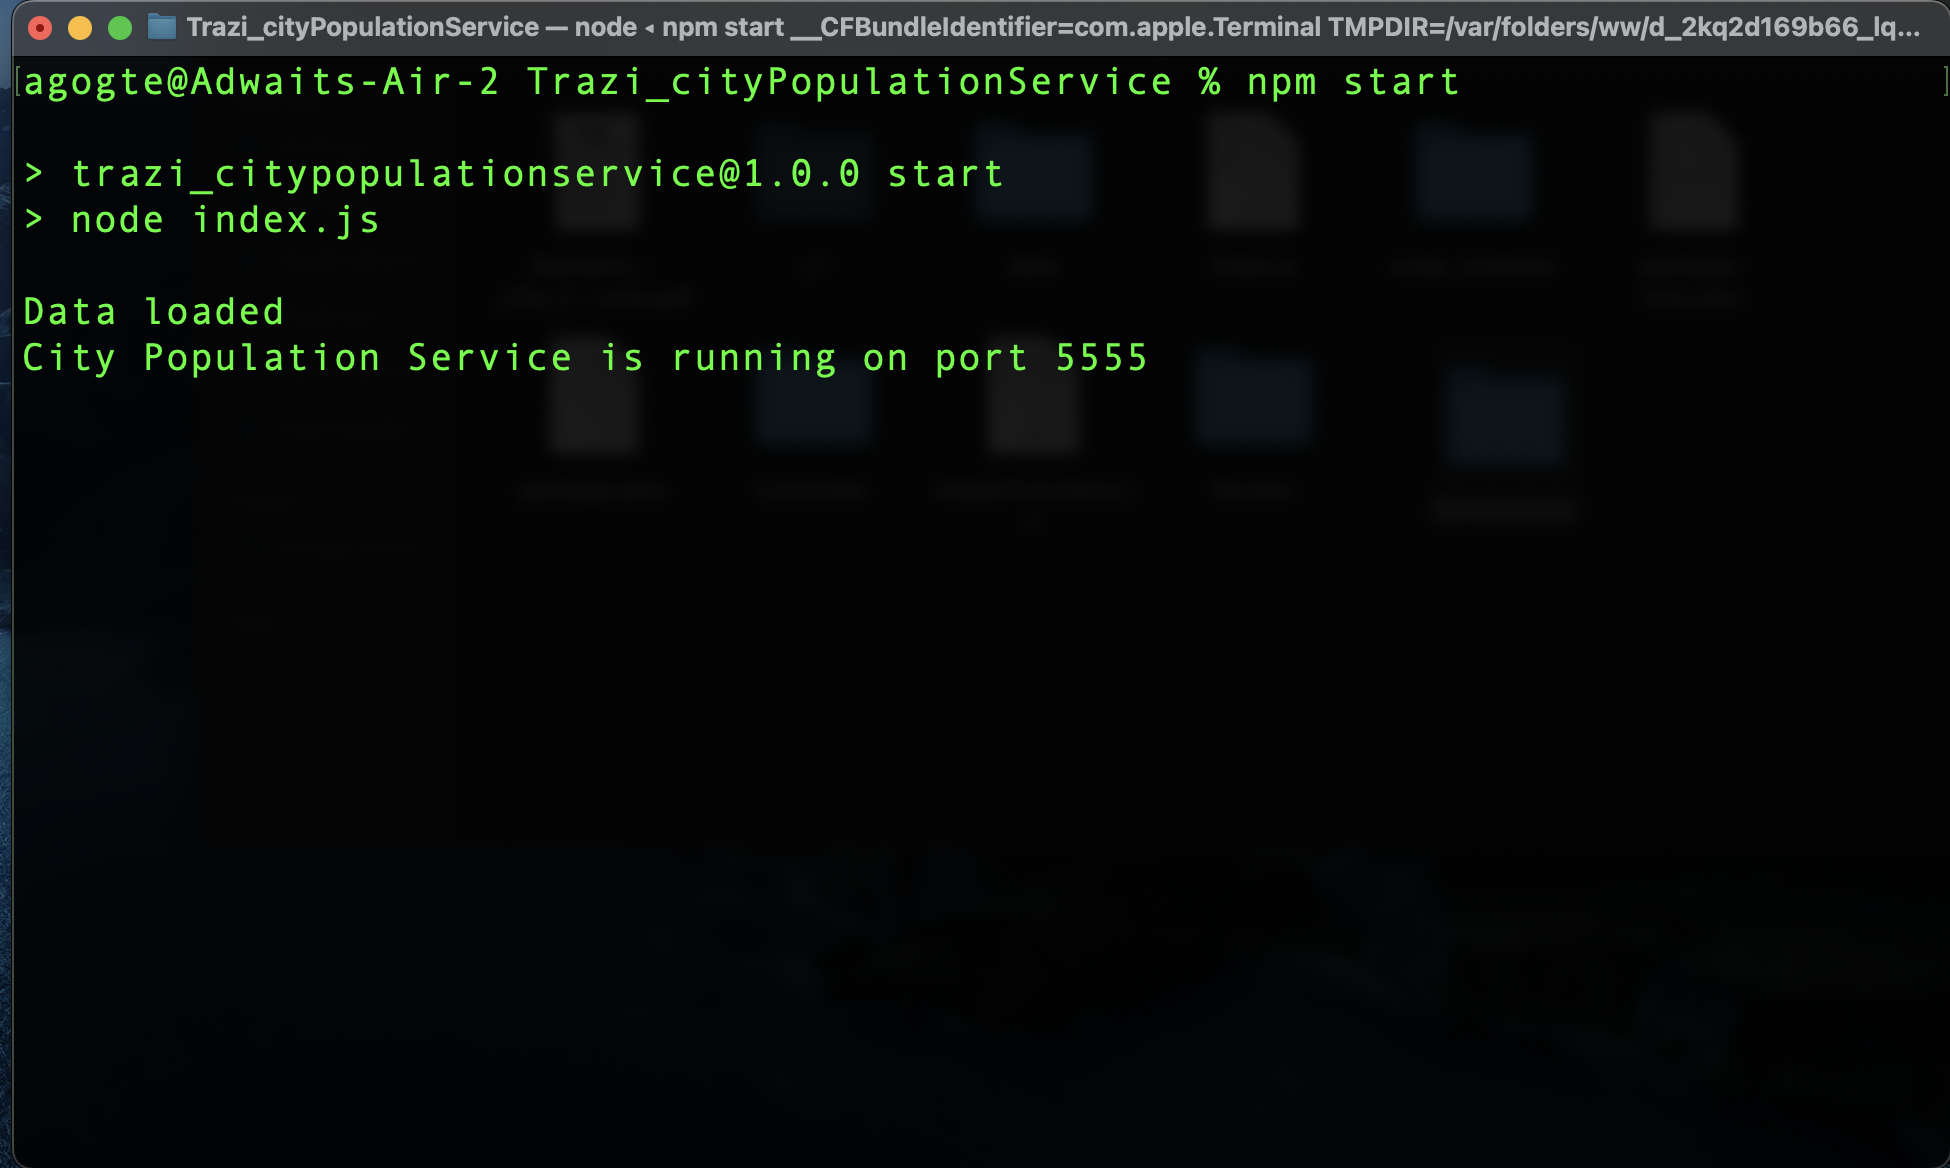 Trazi_cityPopulationService — node ◂ npm start __CFBundleIdentifier=com.apple.Terminal TMPDIR=/var/folders/ww/d_2kq2d169b66_lq...
agogte@Adwaits-Air-2 Trazi_cityPopulationService % npm start
> trazi_citypopulationservice@1.0.0 start
> node index.js
Data loaded
City Population Service is running on port 5555